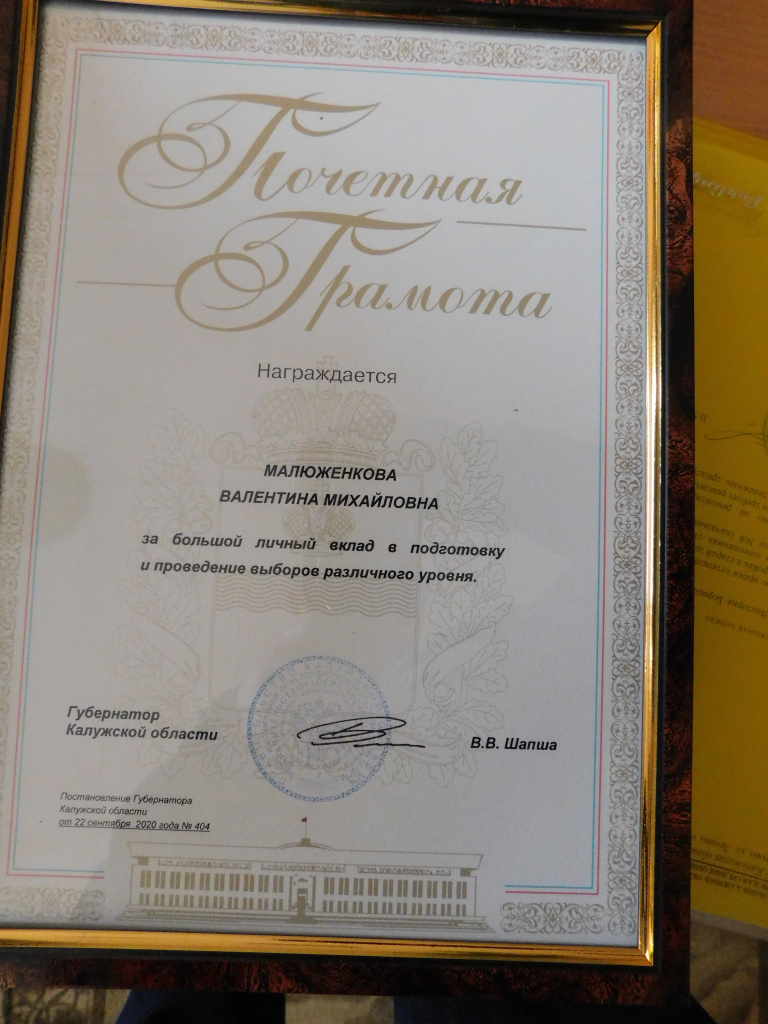 Почетная
Грамота
Награждается
МАЛЮЖЕНКОВА
ВАЛЕНТИНА МИХАЙЛОВНА
за большой личный вклад в подготовку
и проведение выборов различного уровня.
Губернатор
Калужской области
В.В. Шапша
Постановление Губернатора
Калужской области
от 22 сентября 2020 года № 404